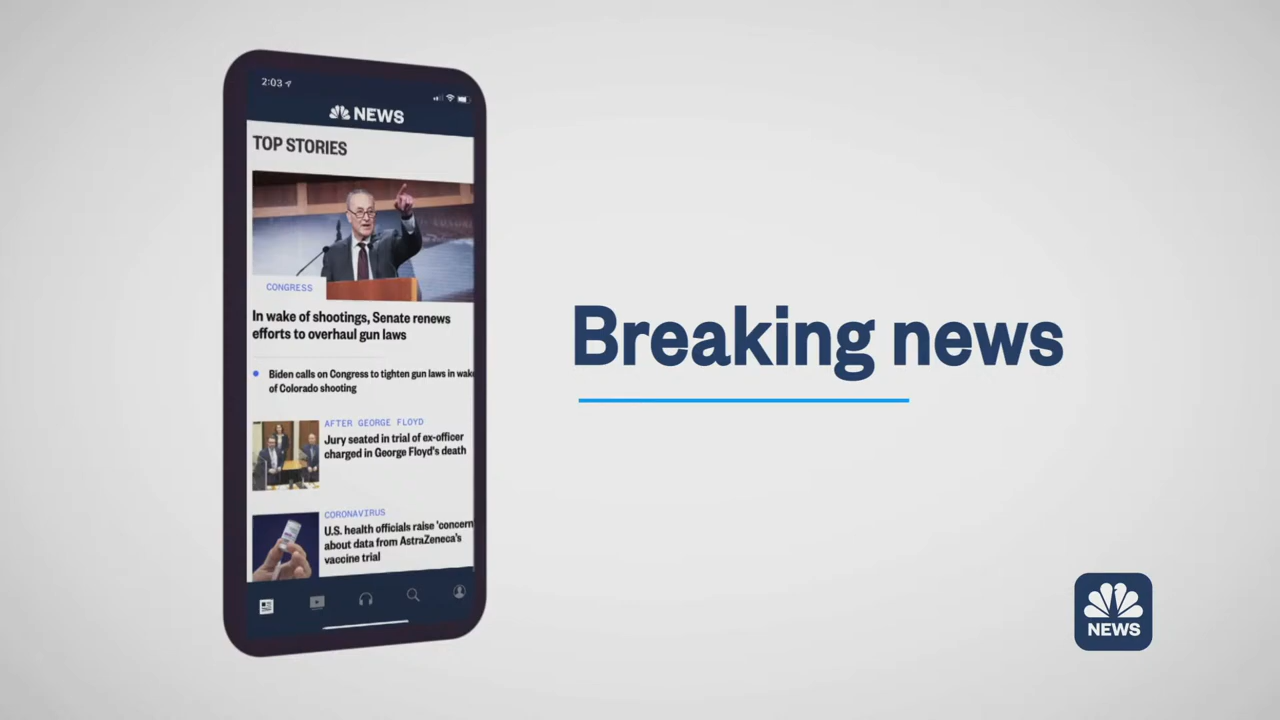 2:03
NEWS
TOP STORIES
CONGRESS
In wake of shootings, Senate renews
efforts to overhaul gun laws
Biden calls on Congress to tighten gun laws in wake
of Colorado shooting
AFTER GEORGE FLOYD
Jury seated in trial of ex-officer
charged in George Floyd's death
CORONAVIRUS
U.S. health officials raise 'concern
about data from AstraZeneca's
vaccine trial
Breaking news
NEWS